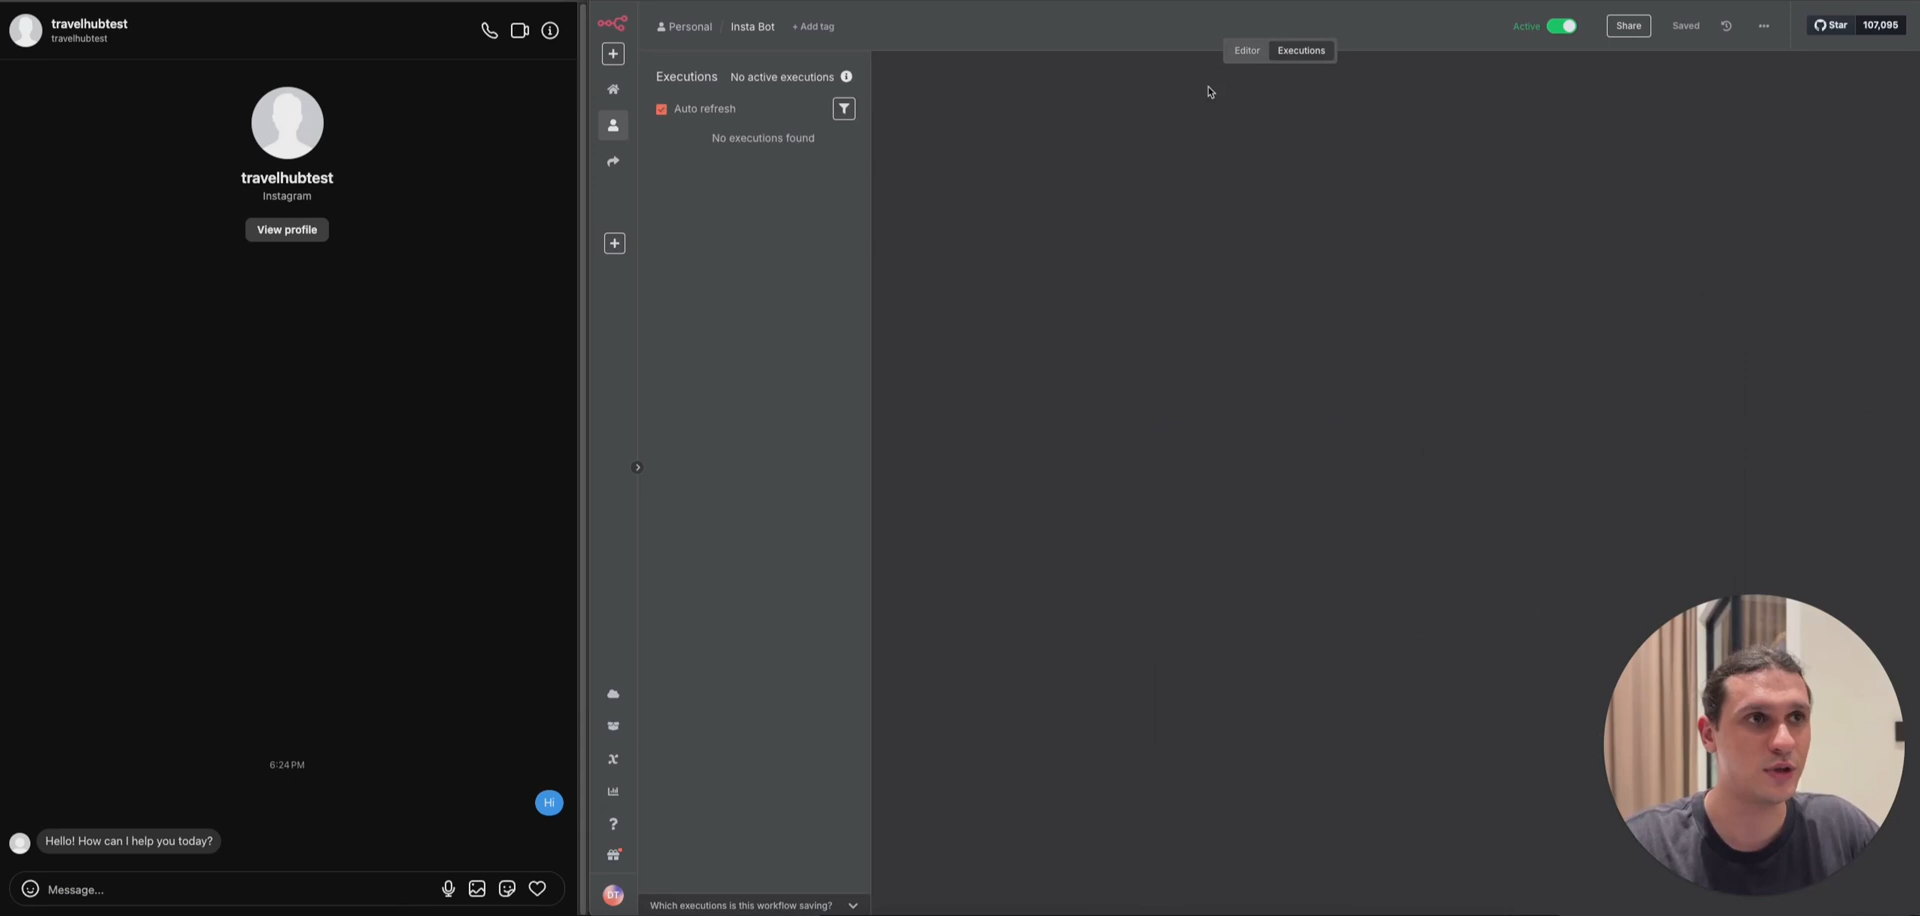 travelhubtest
travelhubtest
travelhubtest
Instagram
View profile
6:24 PM
Hi
Hello! How can I help you today?
Message...
Personal / Insta Bot + Add tag
Active
Share
Saved
Star 107,095
Editor Executions
Executions No active executions
Auto refresh
No executions found
DT
Which executions is this workflow saving?